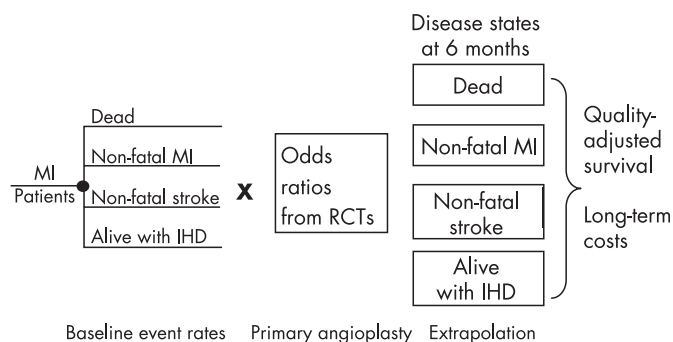 Disease states
at 6 months
Dead
Non-fatal MI
Non-fatal stroke
Alive with IHD
MI
Patients
x
Odds
ratios
from RCTs
Dead
Non-fatal MI
Non-fatal
stroke
Alive
with IHD
Quality-
adjusted
survival
Long-term
costs
Baseline event rates
Primary angioplasty
Extrapolation